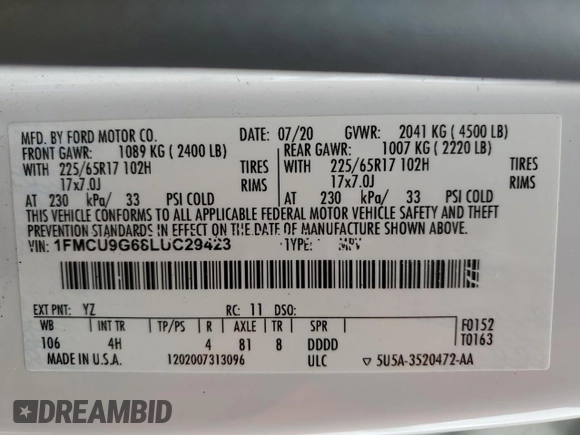 MFD. BY FORD MOTOR CO. DATE: 07/20 GVWR: 2041 KG ( 4500 LB)
FRONT GAWR: 1089 KG ( 2400 LB) REAR GAWR: 1007 KG ( 2220 LB)
WITH 225/65R17 102H TIRES WITH 225/65R17 102H TIRES
17x7.0J RIMS 17x7.0J RIMS
AT 230 kPa/ 33 PSI COLD AT 230 kPa/ 33 PSI COLD
THIS VEHICLE CONFORMS TO ALL APPLICABLE FEDERAL MOTOR VEHICLE SAFETY AND THEFT
PREVENTION STANDARDS IN EFFECT ON THE DATE OF MANUFACTURE SHOWN ABOVE.
VIN: 1FMCU9G68LUC29423 TYPE: MPV
EXT PNT: YZ RC: 11 DSO:
WB INT TR TP/PS R AXLE TR SPR F0152
106 4H 4 81 8 DDDD T0163
MADE IN U.S.A. 1202007313096 ULC ▽ 5U5A-3520472-AA
DREAMBID